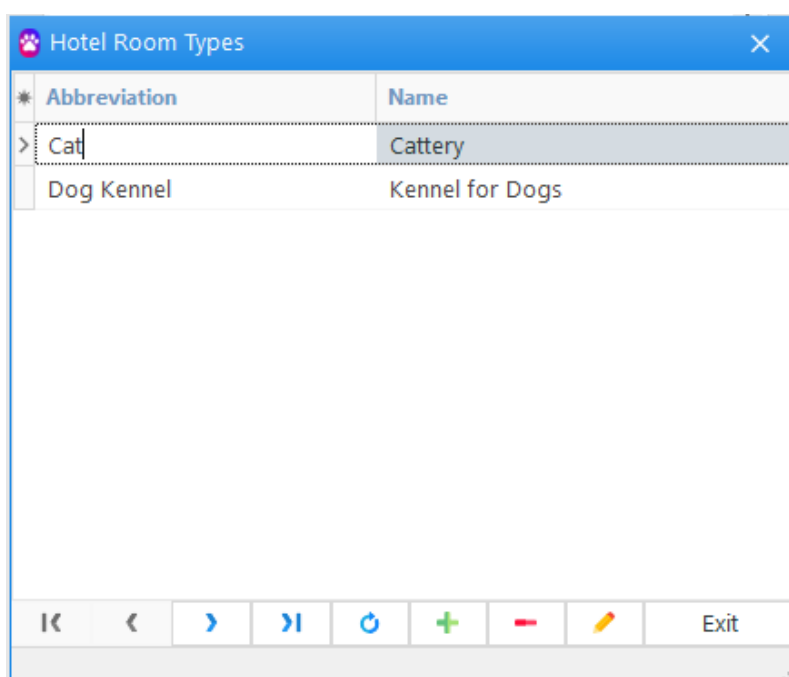 Hotel Room Types
Abbreviation Name
Cat Cattery
Dog Kennel Kennel for Dogs
Exit